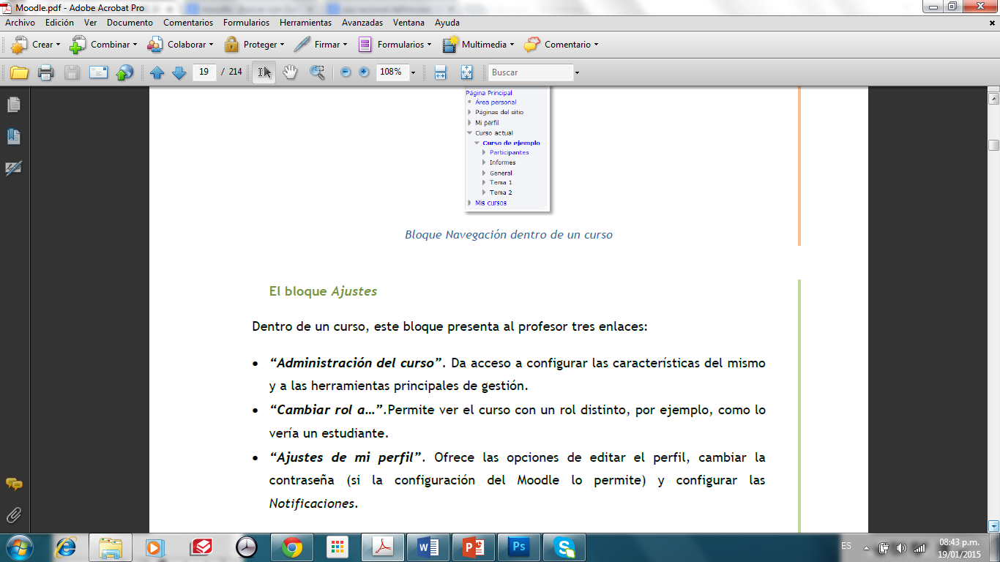 Moodle.pdf - Adobe Acrobat Pro
Archivo Edición Ver Documento Comentarios Formularios Herramientas Avanzadas Ventana Ayuda
Crear Combinar Colaborar Proteger Firmar Formularios Multimedia Comentario
19 / 214 108% Buscar
Página Principal
Área personal
Páginas del sitio
Mi perfil
Curso actual
Curso de ejemplo
Participantes
Informes
General
Tema 1
Tema 2
Mis cursos
Bloque Navegación dentro de un curso
El bloque Ajustes
Dentro de un curso, este bloque presenta al profesor tres enlaces:
• “Administración del curso”. Da acceso a configurar las características del mismo
y a las herramientas principales de gestión.
• “Cambiar rol a…”.Permite ver el curso con un rol distinto, por ejemplo, como lo
vería un estudiante.
• “Ajustes de mi perfil”. Ofrece las opciones de editar el perfil, cambiar la
contraseña (si la configuración del Moodle lo permite) y configurar las
Notificaciones.
ES 08:43 p.m.
19/01/2015